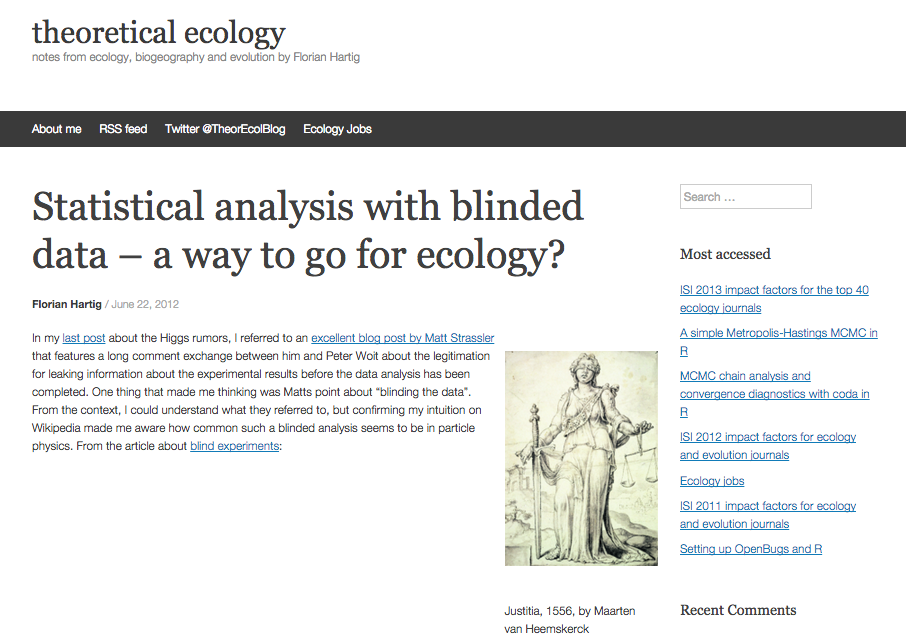 theoretical ecology
notes from ecology, biogeography and evolution by Florian Hartig
About me RSS feed Twitter @TheorEcolBlog Ecology Jobs
Statistical analysis with blinded
data – a way to go for ecology?
Florian Hartig / June 22, 2012
In my last post about the Higgs rumors, I referred to an excellent blog post by Matt Strassler
that features a long comment exchange between him and Peter Woit about the legitimation
for leaking information about the experimental results before the data analysis has been
completed. One thing that made me thinking was Matts point about “blinding the data”.
From the context, I could understand what they referred to, but confirming my intuition on
Wikipedia made me aware how common such a blinded analysis seems to be in particle
physics. From the article about blind experiments:
Justitia, 1556, by Maarten
van Heemskerck
Search …
Most accessed
ISI 2013 impact factors for the top 40
ecology journals
A simple Metropolis-Hastings MCMC in
R
MCMC chain analysis and
convergence diagnostics with coda in
R
ISI 2012 impact factors for ecology
and evolution journals
Ecology jobs
ISI 2011 impact factors for ecology
and evolution journals
Setting up OpenBugs and R
Recent Comments